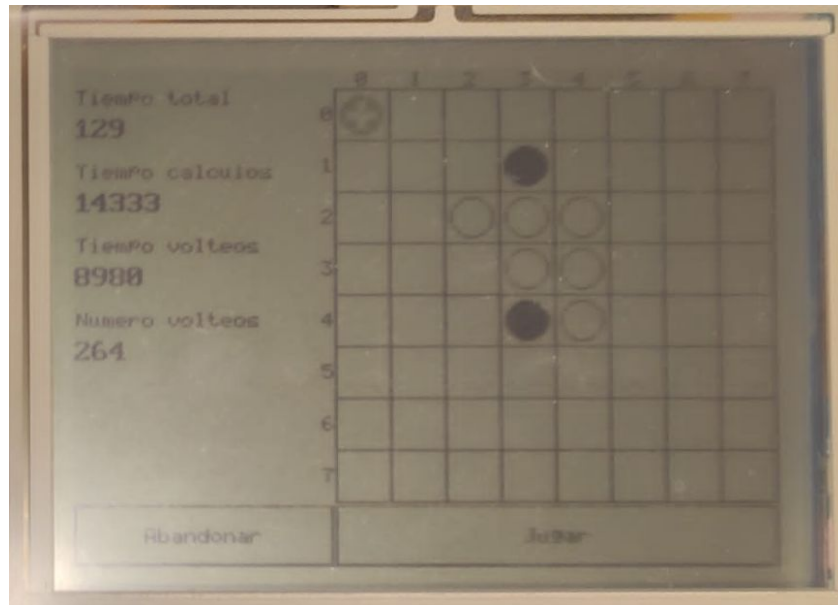 Tiempo total
129
Tiempo calculos
14333
Tiempo volteos
8980
Numero volteos
264
0 1 2 3 4 5 6 7
0
1
2
3
4
5
6
7
Abandonar
Jugar